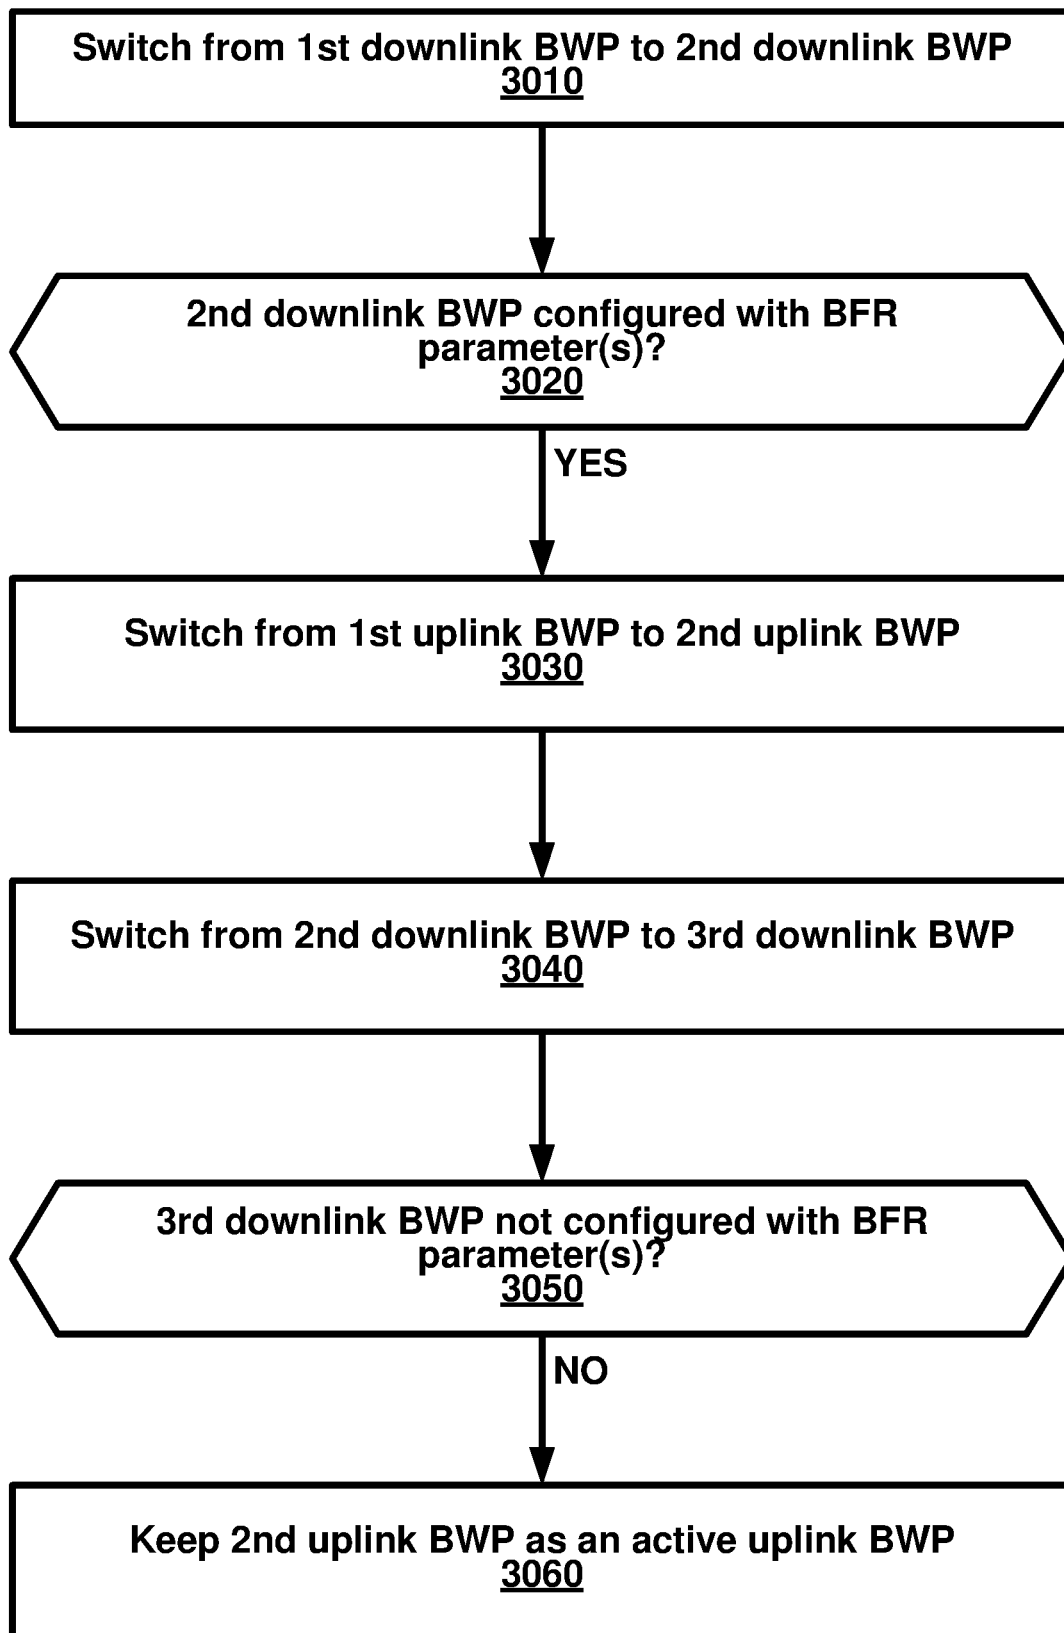 Switch from 1st downlink BWP to 2nd downlink BWP
3010
2nd downlink BWP configured with BFR
parameter(s)?
3020
YES
Switch from 1st uplink BWP to 2nd uplink BWP
3030
Switch from 2nd downlink BWP to 3rd downlink BWP
3040
3rd downlink BWP not configured with BFR
parameter(s)?
3050
NO
Keep 2nd uplink BWP as an active uplink BWP
3060